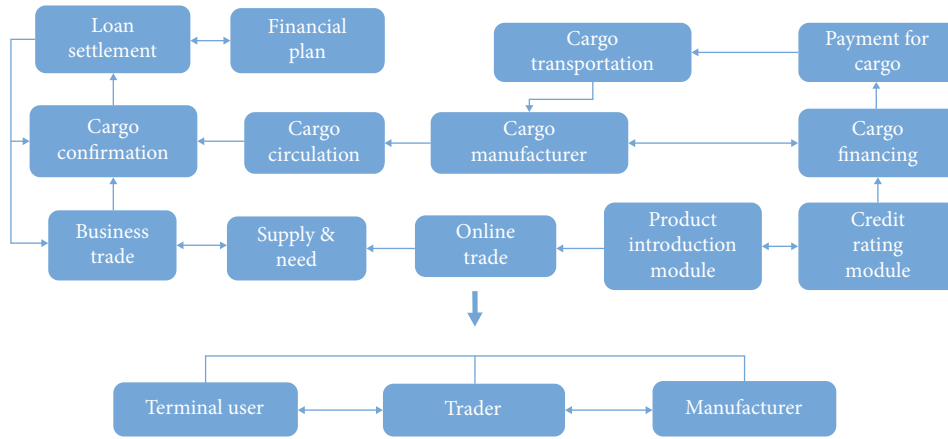 Loan
settlement
Financial
plan
Cargo
transportation
Payment for
cargo
Cargo
confirmation
Cargo
circulation
Cargo
manufacturer
Cargo
financing
Business
trade
Supply &
need
Online
trade
Product
introduction
module
Credit
rating
module
Terminal user
Trader
Manufacturer